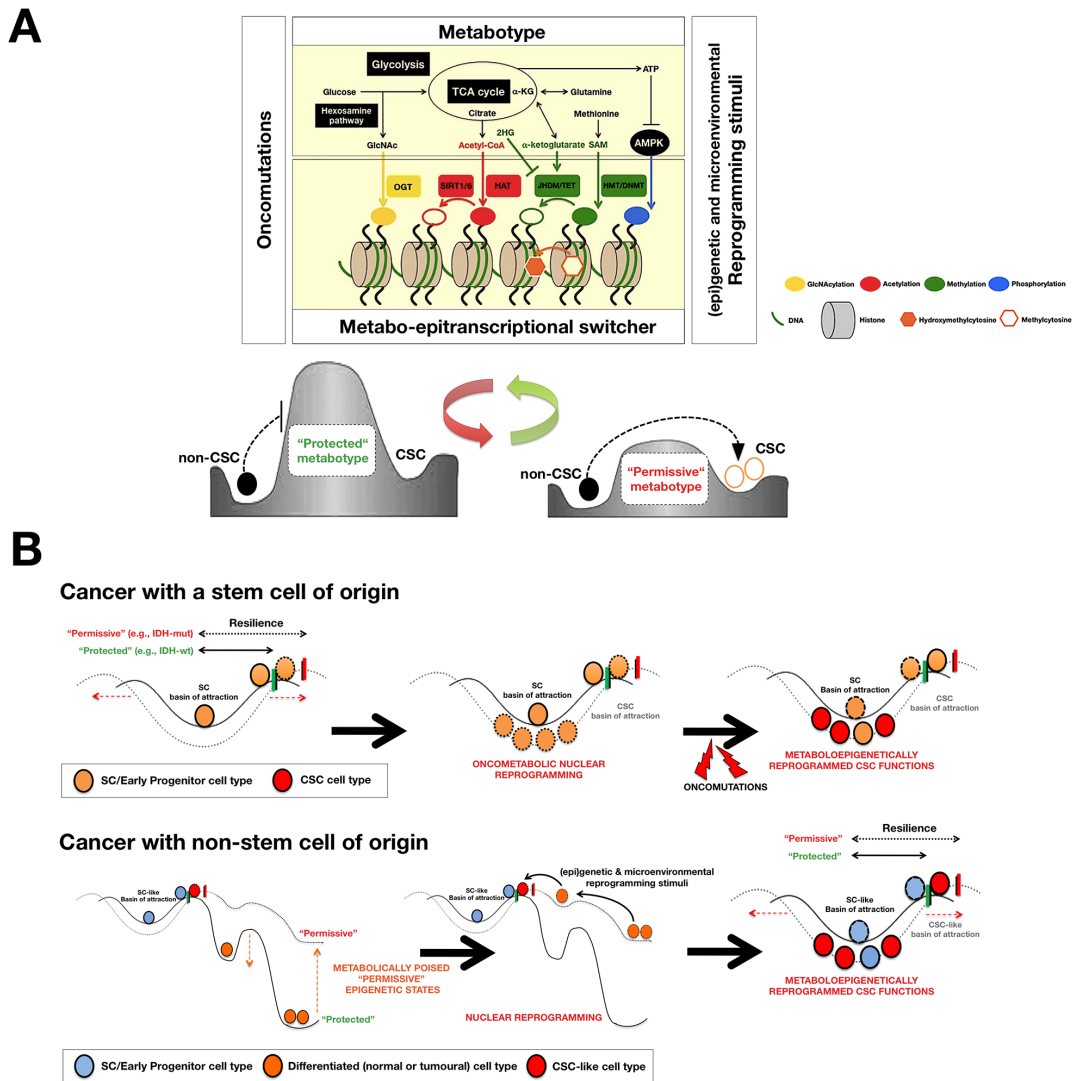 A
Metabotype
Oncomutations
(epi)genetic and microenvironmental
Reprogramming stimuli
Glycolysis
ATP
Glucose
TCA cycle
α-KG
Glutamine
Hexosamine
pathway
Citrate
Methionine
2HG
AMPK
GlcNAc
Acetyl-CoA
α-ketoglutarate
SAM
OGT
SIRT1/6
HAT
JHDM/TET
HMT/DNMT
Metabo-epitranscriptional switcher
GlcNAcylation
Acetylation
Methylation
Phosphorylation
DNA
Histone
Hydroxymethylcytosine
Methylcytosine
non-CSC
"Protected"
metabotype
CSC
non-CSC
"Permissive"
metabotype
CSC
B
Cancer with a stem cell of origin
Resilience
"Permissive" (e.g., IDH-mut)
"Protected" (e.g., IDH-wt)
SC
basin of attraction
SC
basin of attraction
CSC
basin of attraction
ONCOMETABOLIC NUCLEAR
REPROGRAMMING
ONCOMUTATIONS
SC
Basin of attraction
CSC
basin of attraction
METABOLOEPIGENETICALLY
REPROGRAMMED CSC FUNCTIONS
SC/Early Progenitor cell type
CSC cell type
Cancer with non-stem cell of origin
SC-like
Basin of attraction
"Permissive"
METABOLICALLY POISED
"PERMISSIVE"
EPIGENETIC STATES
"Protected"
(epi)genetic & microenvironmental
reprogramming stimuli
SC-like
Basin of attraction
NUCLEAR REPROGRAMMING
Resilience
"Permissive"
"Protected"
SC-like
Basin of attraction
CSC-like
basin of attraction
METABOLOEPIGENETICALLY
REPROGRAMMED CSC FUNCTIONS
SC/Early Progenitor cell type
Differentiated (normal or tumoural) cell type
CSC-like cell type